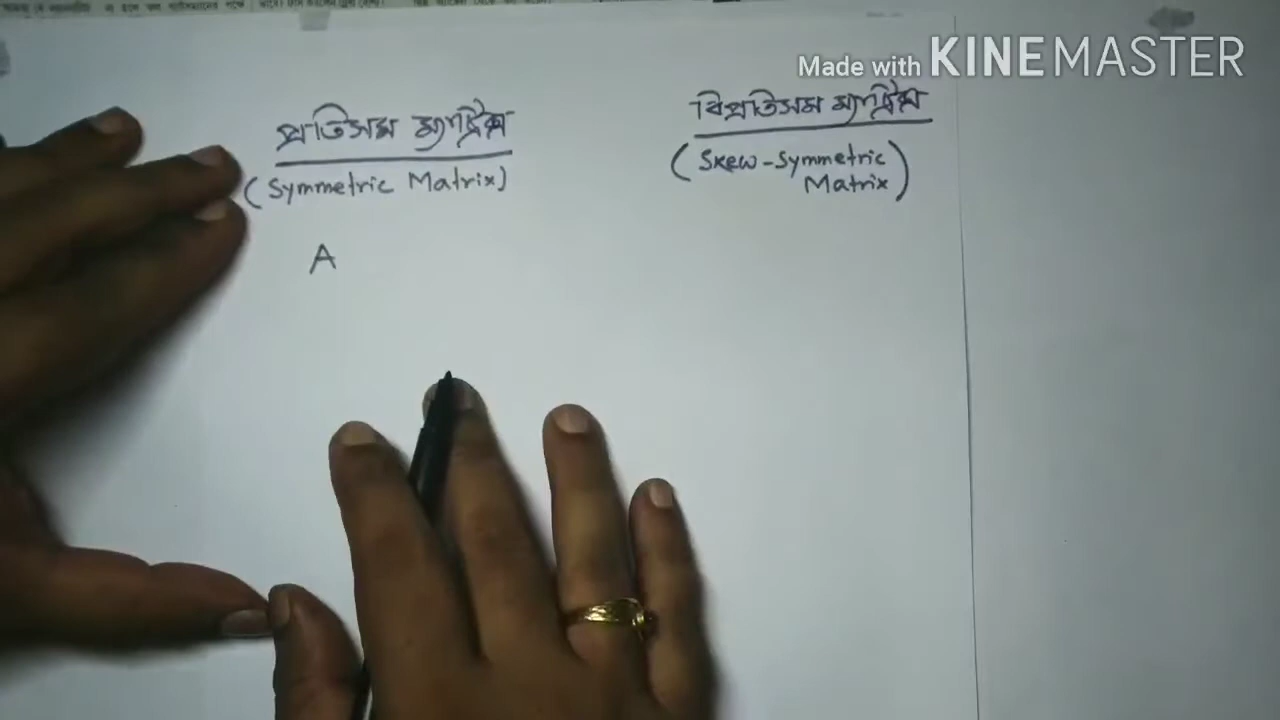 Made with KINEMASTER
প্রতিসম ম্যাট্রিক্স
(Symmetric Matrix)
বিপ্রতিসম ম্যাট্রিক্স
(Skew-Symmetric
Matrix)
A